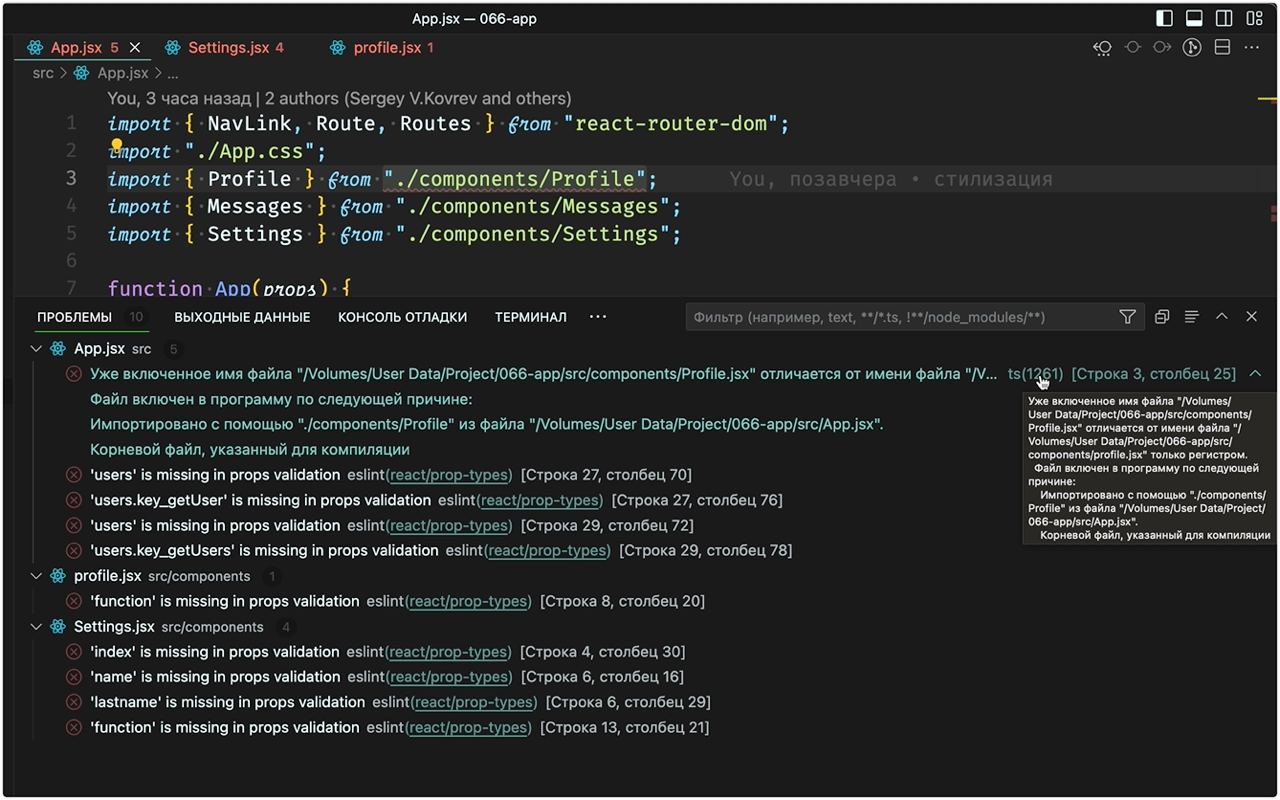 App.jsx — 066-app
App.jsx 5 Settings.jsx 4 profile.jsx 1
src > App.jsx > ...
You, 3 часа назад | 2 authors (Sergey V.Kovrev and others)
1 import { NavLink, Route, Routes } from "react-router-dom";
2 import "./App.css";
3 import { Profile } from "./components/Profile"; You, позавчера • стилизация
4 import { Messages } from "./components/Messages";
5 import { Settings } from "./components/Settings";
6
7 function App(props) {
ПРОБЛЕМЫ 10 ВЫХОДНЫЕ ДАННЫЕ КОНСОЛЬ ОТЛАДКИ ТЕРМИНАЛ ... Фильтр (например, text, **/*.ts, !**/node_modules/**)
App.jsx src 5
Уже включенное имя файла "/Volumes/User Data/Project/066-app/src/components/Profile.jsx" отличается от имени файла "/V... ts(1261) [Строка 3, столбец 25]
Файл включен в программу по следующей причине:
Импортировано с помощью "./components/Profile" из файла "/Volumes/User Data/Project/066-app/src/App.jsx".
Корневой файл, указанный для компиляции
'users' is missing in props validation eslint(react/prop-types) [Строка 27, столбец 70]
'users.key_getUser' is missing in props validation eslint(react/prop-types) [Строка 27, столбец 76]
'users' is missing in props validation eslint(react/prop-types) [Строка 29, столбец 72]
'users.key_getUsers' is missing in props validation eslint(react/prop-types) [Строка 29, столбец 78]
Уже включенное имя файла "/Volumes/
User Data/Project/066-app/src/components/
Profile.jsx" отличается от имени файла "/
Volumes/User Data/Project/066-app/src/
components/profile.jsx" только регистром.
Файл включен в программу по следующей
причине:
Импортировано с помощью "./components/
Profile" из файла "/Volumes/User Data/Project/
066-app/src/App.jsx".
Корневой файл, указанный для компиляции
profile.jsx src/components 1
'function' is missing in props validation eslint(react/prop-types) [Строка 8, столбец 20]
Settings.jsx src/components 4
'index' is missing in props validation eslint(react/prop-types) [Строка 4, столбец 30]
'name' is missing in props validation eslint(react/prop-types) [Строка 6, столбец 16]
'lastname' is missing in props validation eslint(react/prop-types) [Строка 6, столбец 29]
'function' is missing in props validation eslint(react/prop-types) [Строка 13, столбец 21]